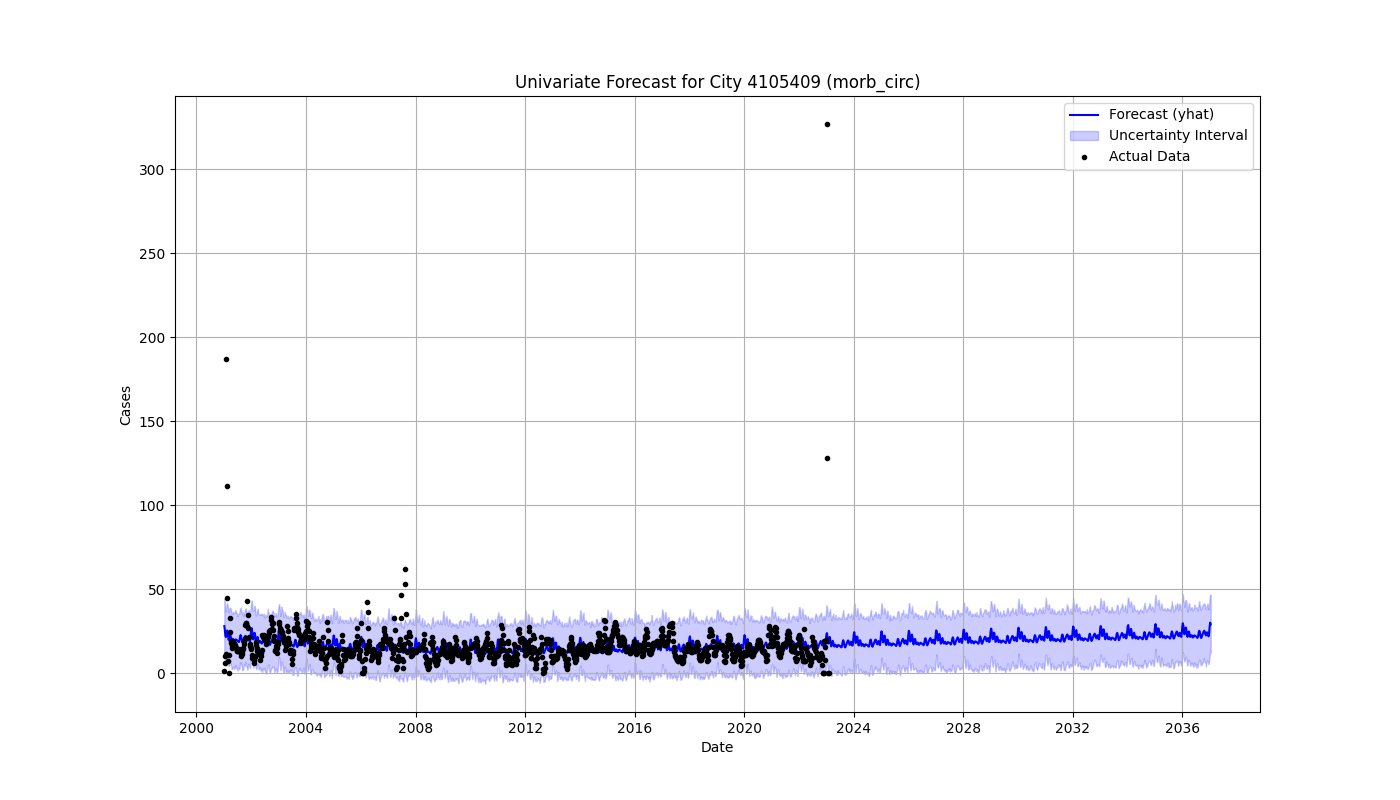 Univariate Forecast for City 4105409 (morb_circ)
Forecast (yhat)
Uncertainty Interval
Actual Data
Cases
300
250
200
150
100
50
0
2000 2004 2008 2012 2016 2020 2024 2028 2032 2036
Date